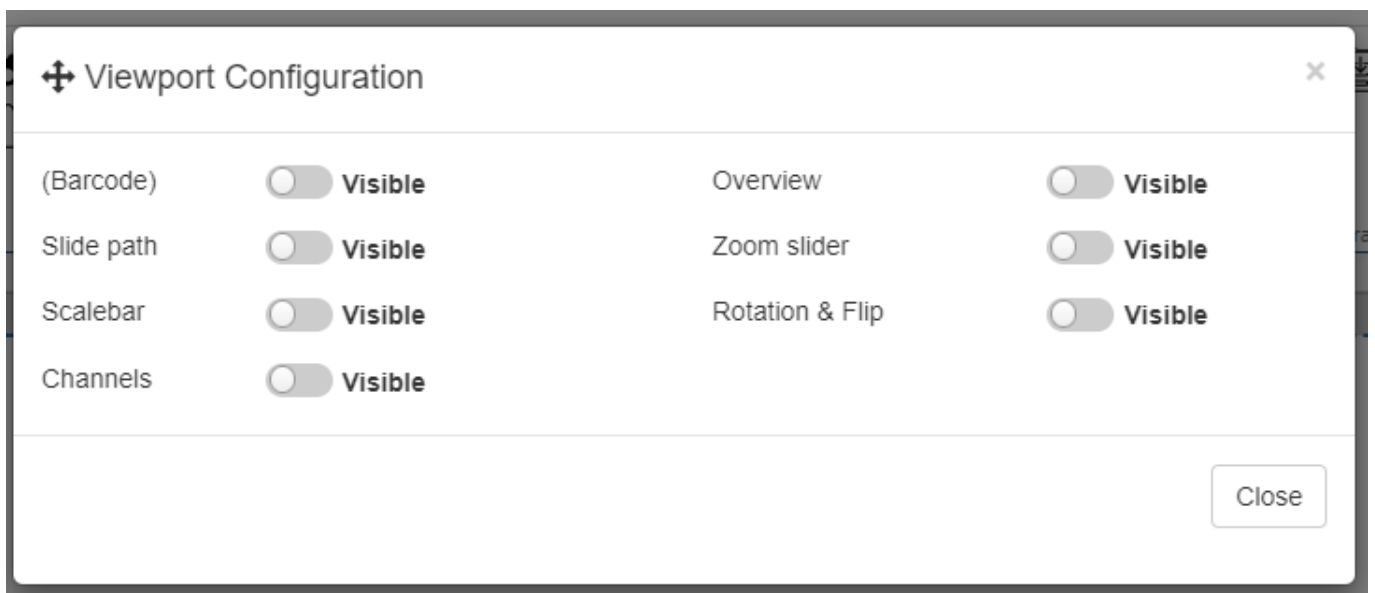 Viewport Configuration
×
(Barcode) Visible Overview Visible
Slide path Visible Zoom slider Visible
Scalebar Visible Rotation & Flip Visible
Channels Visible
Close